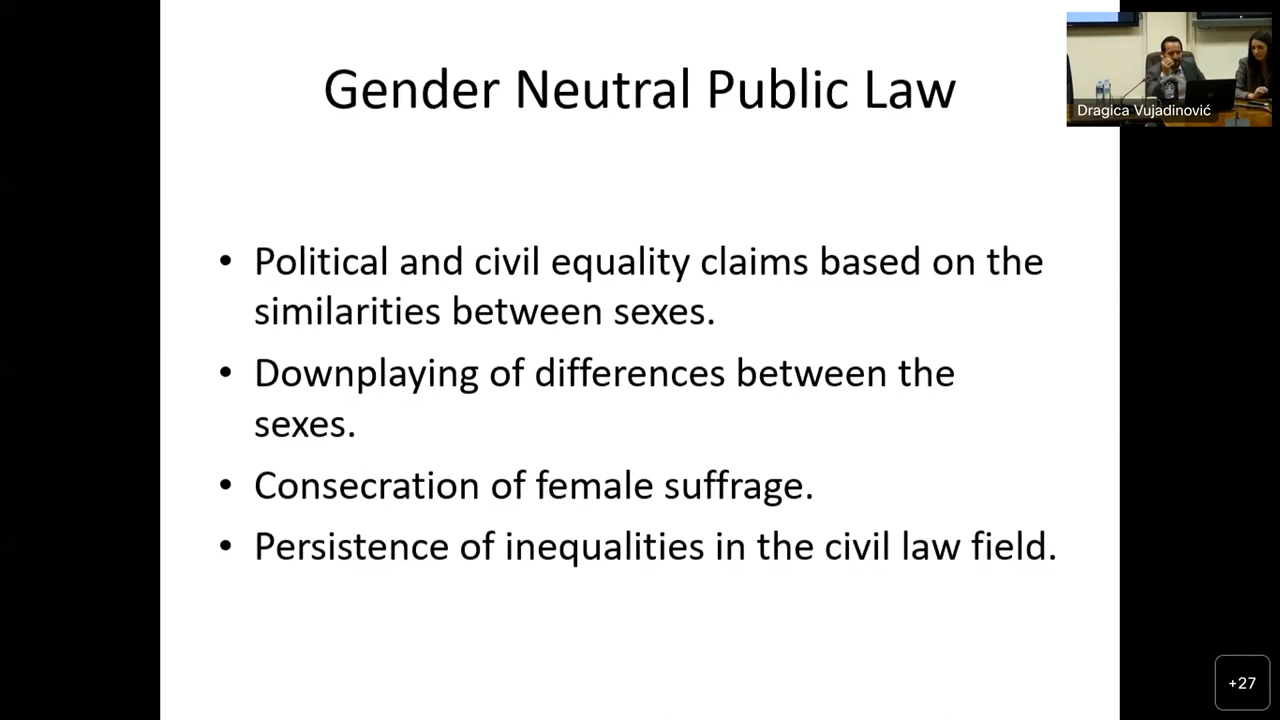 Gender Neutral Public Law
Dragica Vujadinović
• Political and civil equality claims based on the
similarities between sexes.
• Downplaying of differences between the
sexes.
• Consecration of female suffrage.
• Persistence of inequalities in the civil law field.
+27